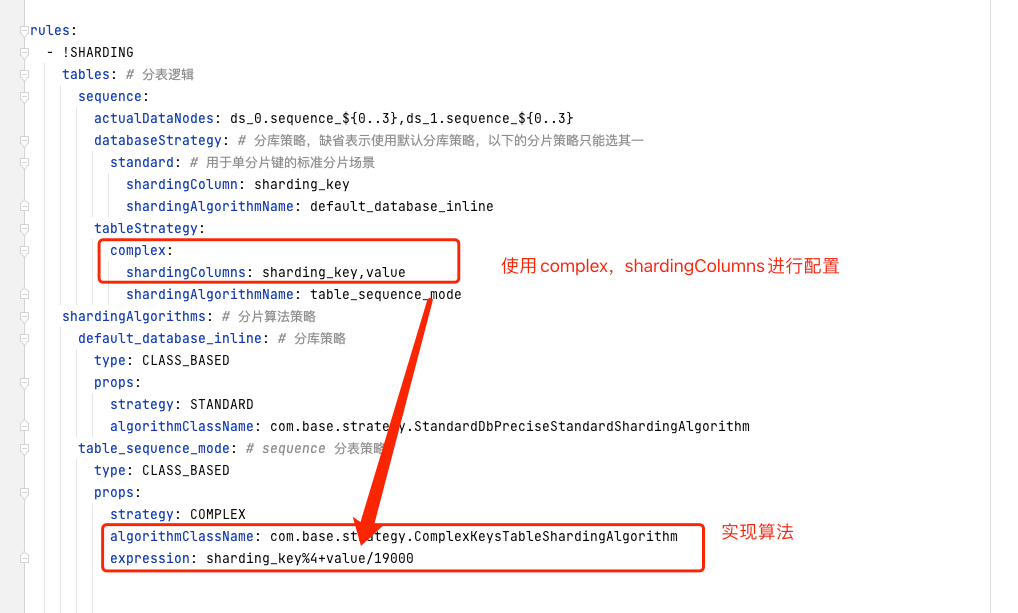 rules:
- !SHARDING
tables: # 分表逻辑
sequence:
actualDataNodes: ds_0.sequence_${0..3},ds_1.sequence_${0..3}
databaseStrategy: # 分库策略，缺省表示使用默认分库策略，以下的分片策略只能选其一
standard: # 用于单分片键的标准分片场景
shardingColumn: sharding_key
shardingAlgorithmName: default_database_inline
tableStrategy:
complex:
shardingColumns: sharding_key,value
使用 complex，shardingColumns 进行配置
shardingAlgorithmName: table_sequence_mode
shardingAlgorithms: # 分片算法策略
default_database_inline: # 分库策略
type: CLASS_BASED
props:
strategy: STANDARD
algorithmClassName: com.base.strategy.StandardDbPreciseStandardShardingAlgorithm
table_sequence_mode: # sequence 分表策略
type: CLASS_BASED
props:
strategy: COMPLEX
algorithmClassName: com.base.strategy.ComplexKeysTableShardingAlgorithm
实现算法
expression: sharding_key%4+value/19000